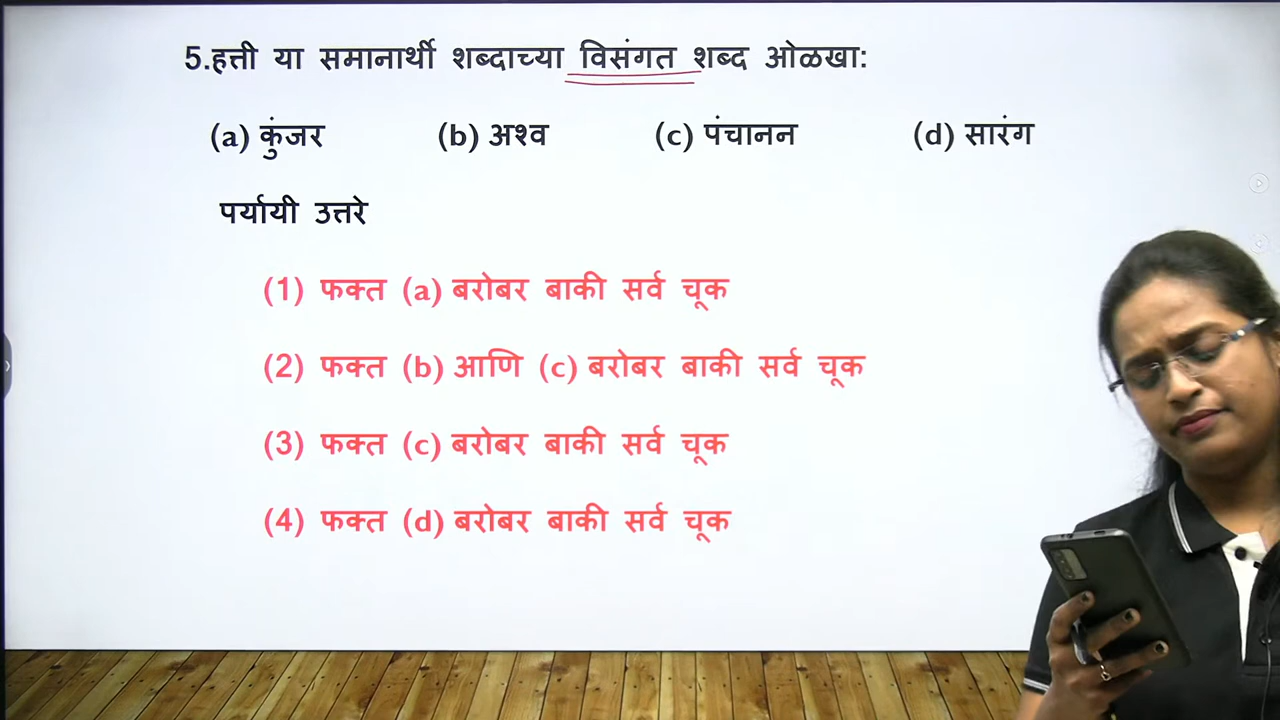 5.हत्ती या समानार्थी शब्दाच्या विसंगत शब्द ओळखा:
(a) कुंजर (b) अश्व (c) पंचानन (d) सारंग
पर्यायी उत्तरे
(1) फक्त (a) बरोबर बाकी सर्व चूक
(2) फक्त (b) आणि (c) बरोबर बाकी सर्व चूक
(3) फक्त (c) बरोबर बाकी सर्व चूक
(4) फक्त (d) बरोबर बाकी सर्व चूक